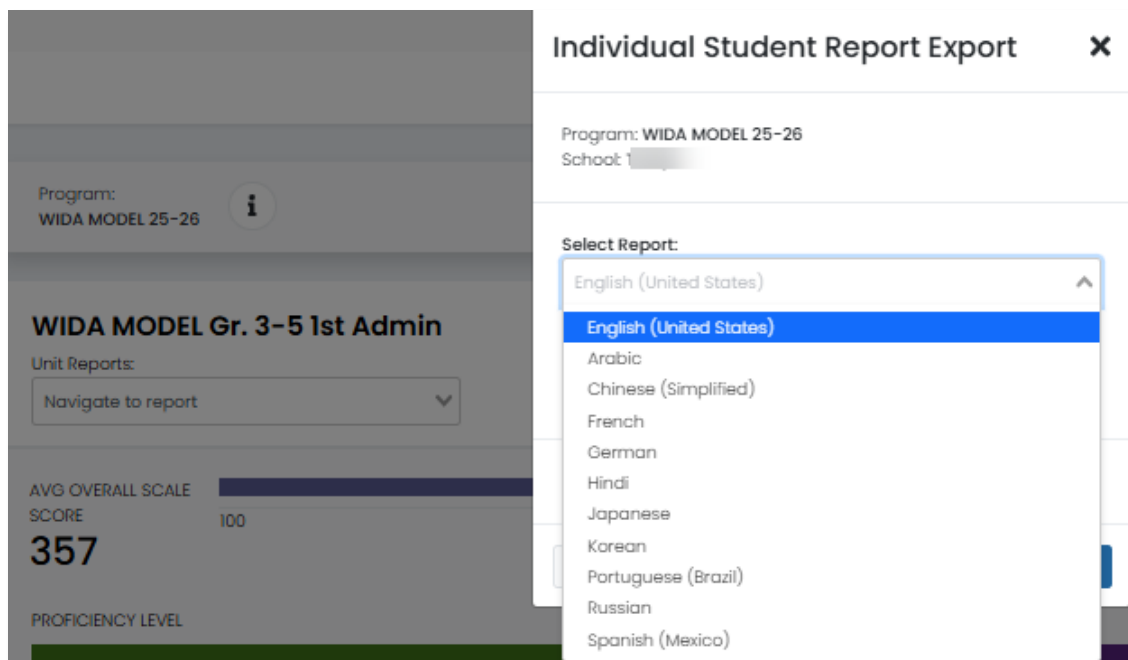 Individual Student Report Export
Program: WIDA MODEL 25-26
School:
Program:
WIDA MODEL 25-26
Select Report:
English (United States)
English (United States)
Arabic
Chinese (Simplified)
French
German
Hindi
Japanese
Korean
Portuguese (Brazil)
Russian
Spanish (Mexico)
WIDA MODEL Gr. 3-5 1st Admin
Unit Reports:
Navigate to report
AVG OVERALL SCALE
SCORE
100
357
PROFICIENCY LEVEL